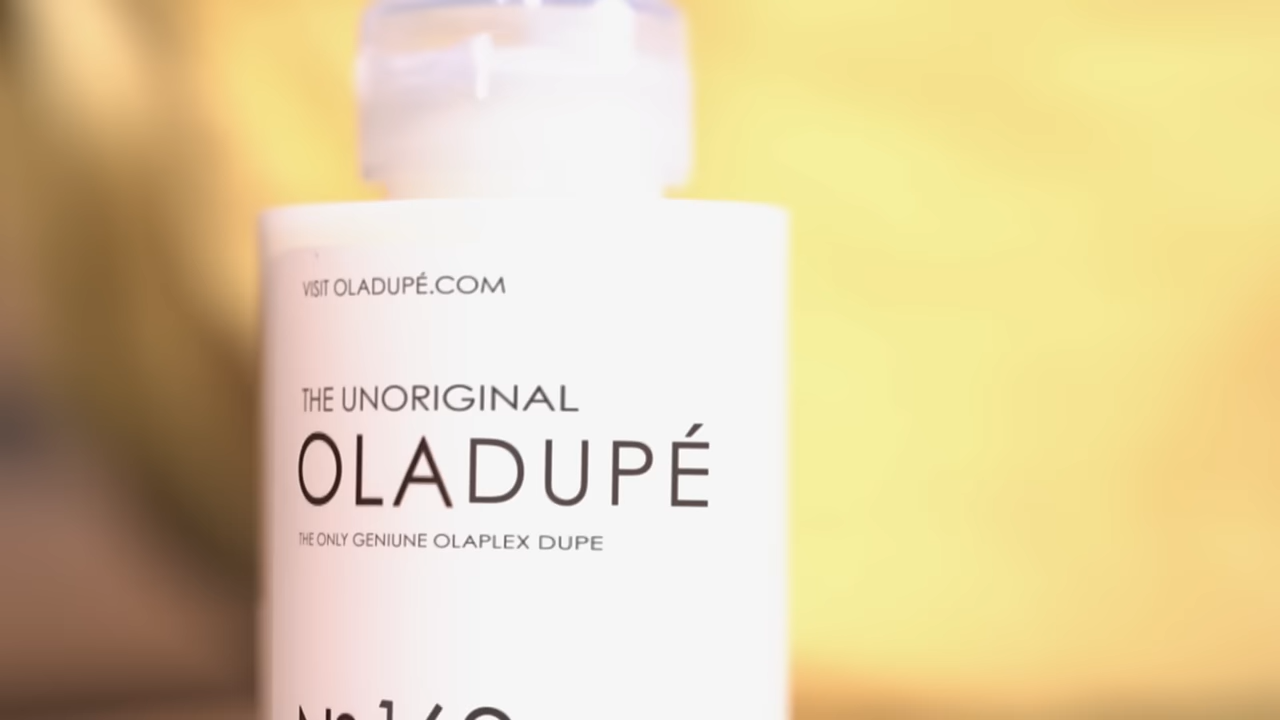 VISIT OLADUPÉ.COM
THE UNORIGINAL
OLADUPÉ
THE ONLY GENIUNE OLAPLEX DUPE